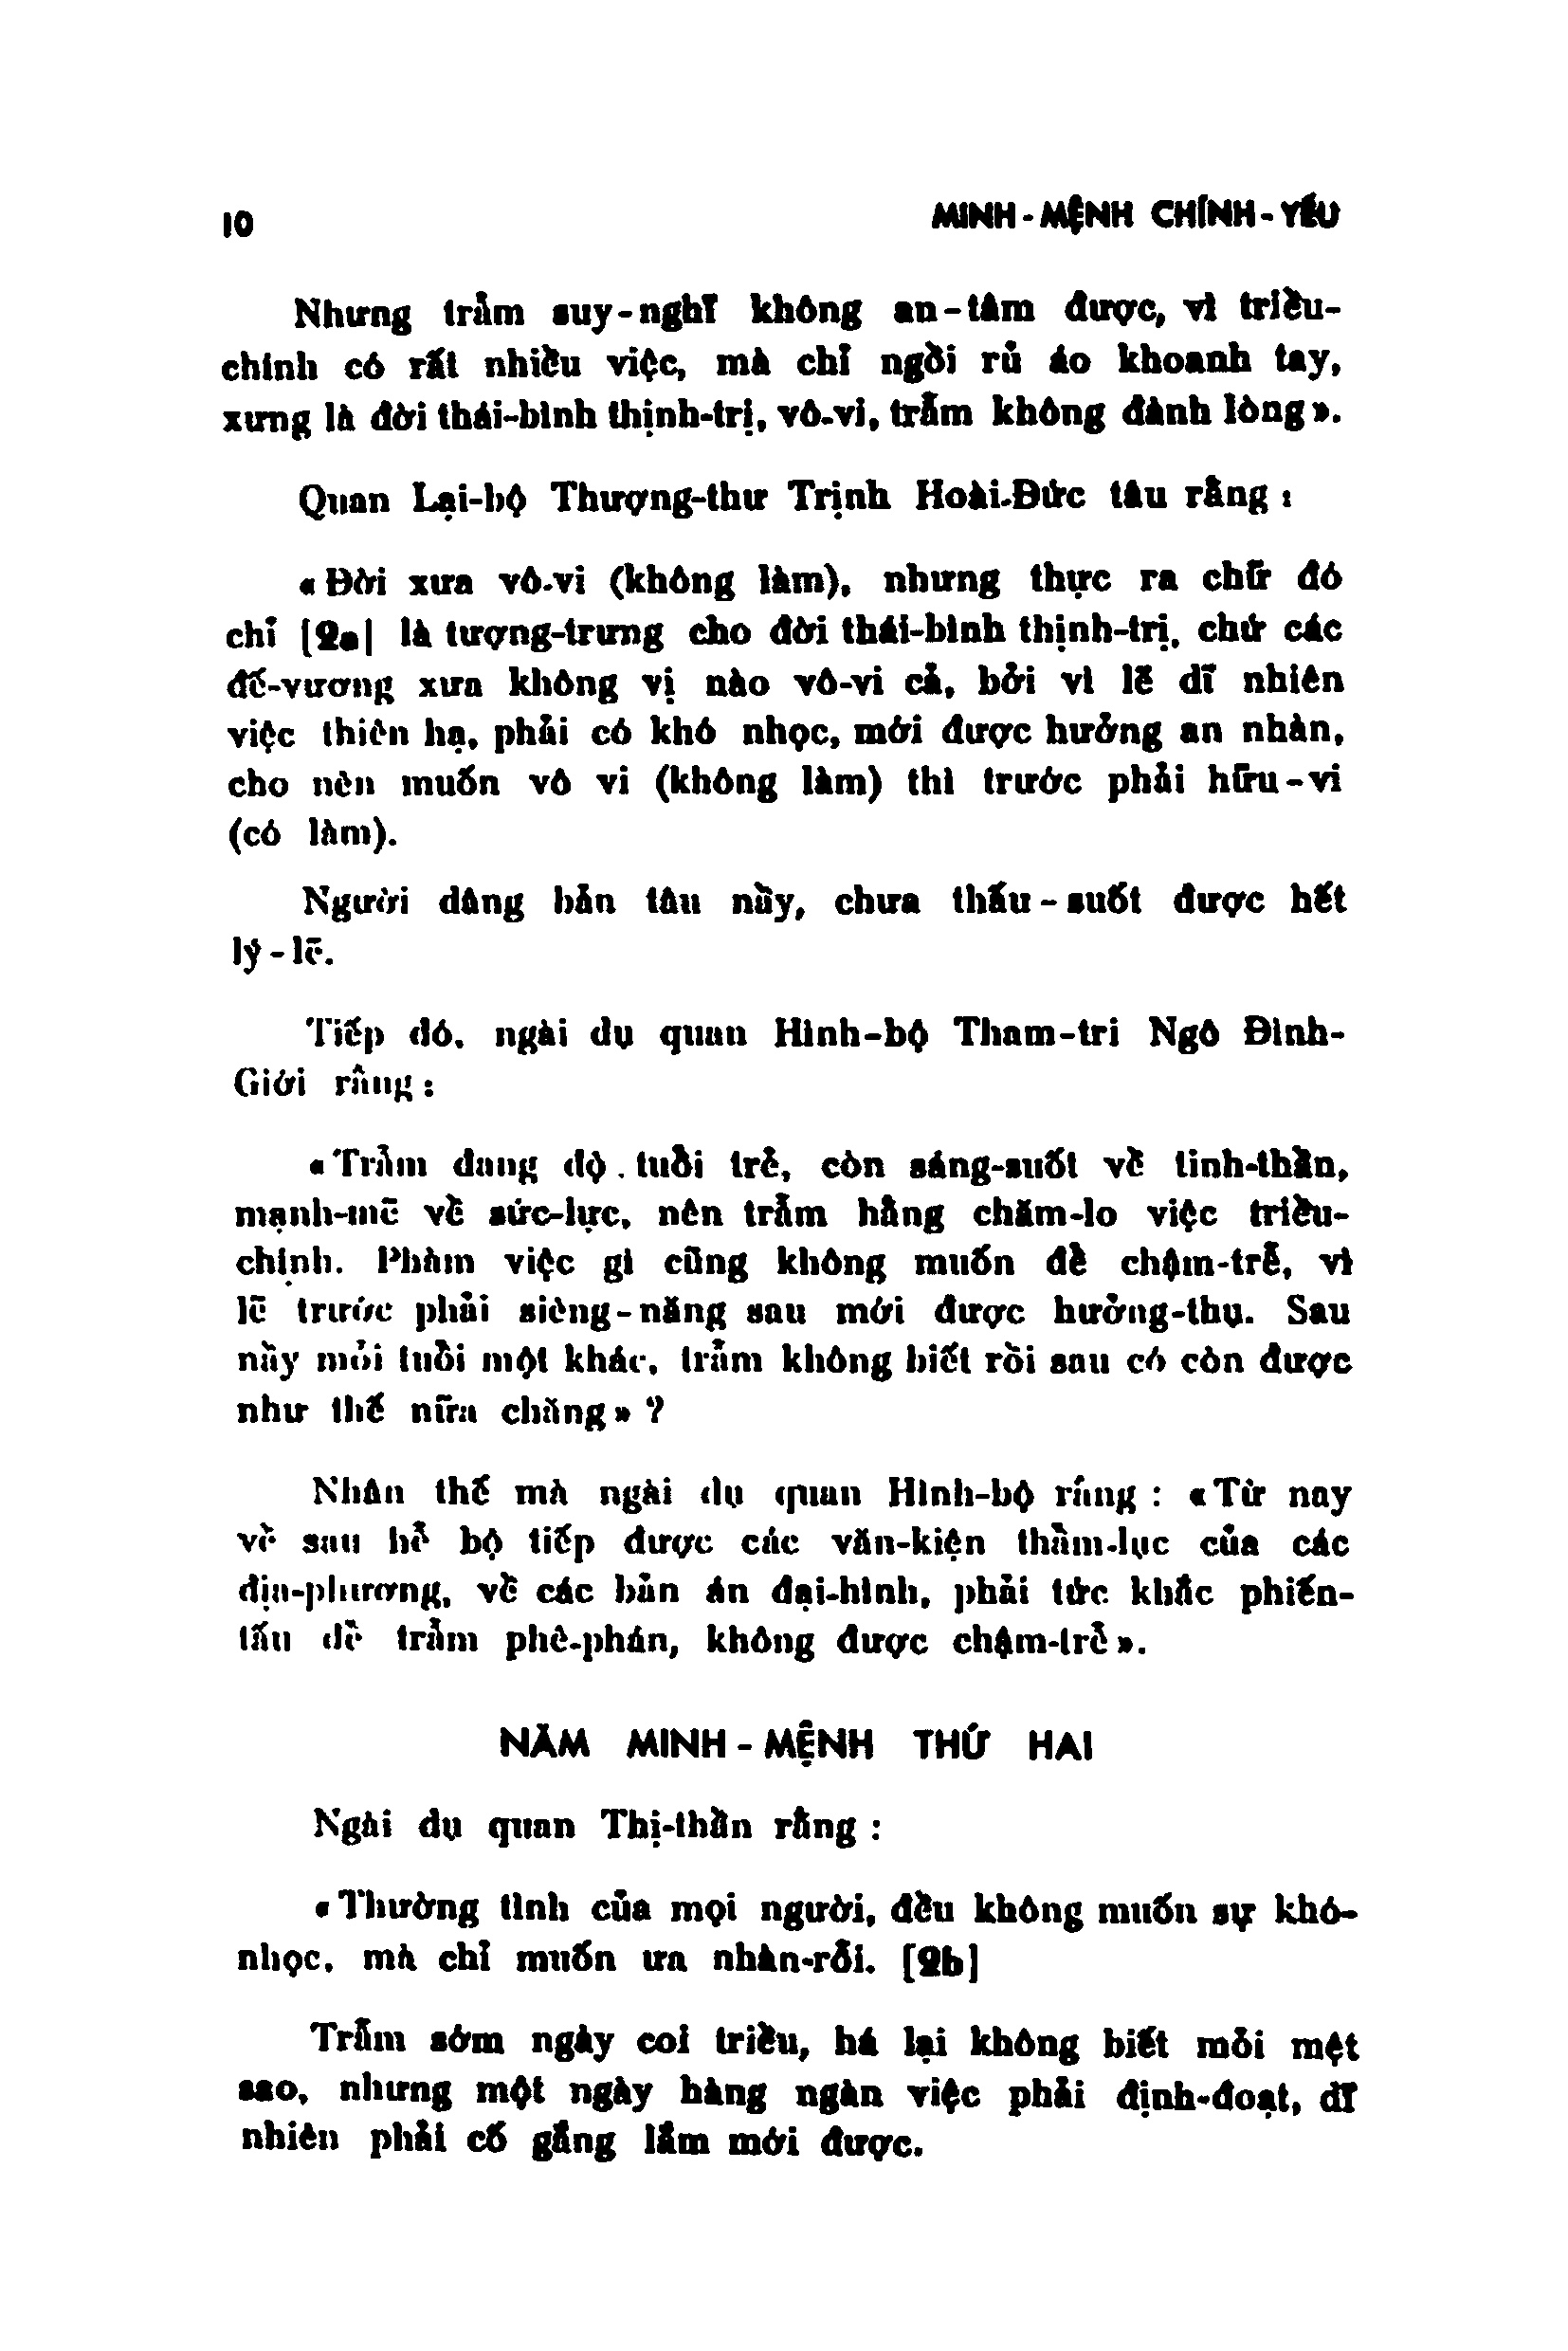 10 MINH-MỆNH CHÍNH-YẾU
Nhưng trẫm suy-nghĩ không an-tâm được, vì triều-
chính có rất nhiều việc, mà chỉ ngồi rủ áo khoanh tay,
xưng là đời thái-bình thịnh-trị, vô-vi, trẫm không đành lòng».
Quan Lại-bộ Thượng-thư Trịnh Hoài-Đức tâu rằng :
«Đời xưa vô-vi (không làm), nhưng thực ra chữ đó
chỉ [2a] là tượng-trưng cho đời thái-bình thịnh-trị, chứ các
đế-vương xưa không vị nào vô-vi cả, bởi vì lẽ dĩ nhiên
việc thiên hạ, phải có khó nhọc, mới được hưởng an nhàn,
cho nên muốn vô vi (không làm) thì trước phải hữu-vi
(có làm).
Người dâng bản tâu nầy, chưa thấu-suốt được hết
lý-lẽ.
Tiếp đó, ngài dụ quan Hình-bộ Tham-tri Ngô Đình-
Giới rằng :
«Trẫm đang độ tuổi trẻ, còn sáng-suốt về tinh-thần,
mạnh-mẽ về sức-lực, nên trẫm hằng chăm-lo việc triều-
chính. Phàm việc gì cũng không muốn để chậm-trễ, vì
lẽ trước phải siêng-năng sau mới được hưởng-thụ. Sau
nầy mỗi tuổi một khác, trẫm không biết rồi sau có còn được
như thế nữa chăng» ?
Nhân thế mà ngài dụ quan Hình-bộ rằng : «Từ nay
về sau hễ bộ tiếp được các văn-kiện thẩm-lục của các
địa-phương, về các bản án đại-hình, phải tức khắc phiến-
tấu để trẫm phê-phán, không được chậm-trễ».
NĂM MINH-MỆNH THỨ HAI
Ngài dụ quan Thị-thần rằng :
«Thường tình của mọi người, đều không muốn sự khó-
nhọc, mà chỉ muốn ưa nhàn-rỗi. [2b]
Trẫm sớm ngày coi triều, há lại không biết mỏi mệt
sao, nhưng một ngày hàng ngàn việc phải định-đoạt, dĩ
nhiên phải cố gắng lắm mới được.